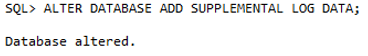 SQL> ALTER DATABASE ADD SUPPLEMENTAL LOG DATA;
Database altered.